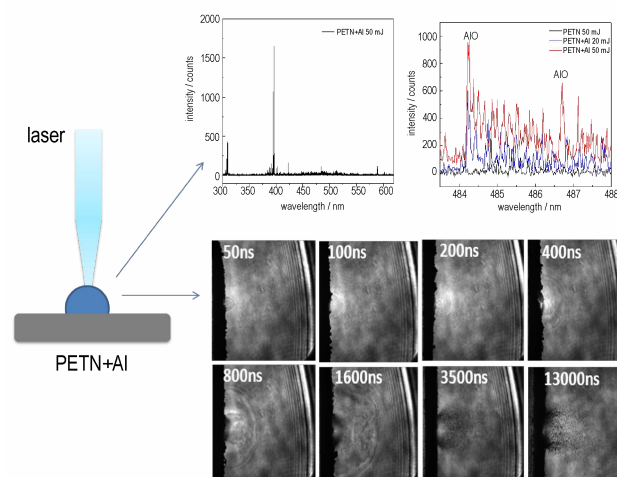 2000
1500
1000
500
0
intensity / counts
PETN+Al 50 mJ
300 350 400 450 500 550 600
wavelength / nm
1000
800
600
400
200
0
intensity / counts
PETN 50 mJ
PETN+Al 20 mJ
PETN+Al 50 mJ
AlO
AlO
484 485 486 487 488
wavelength / nm
laser
PETN+Al
50ns
100ns
200ns
400ns
800ns
1600ns
3500ns
13000ns